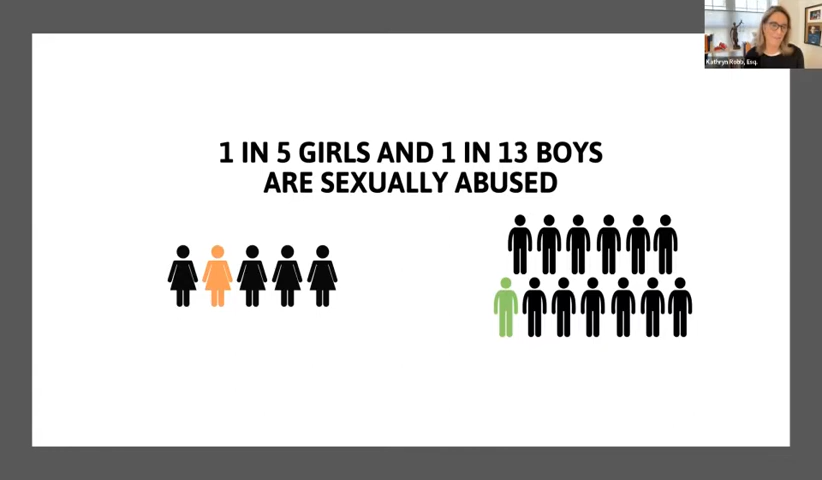 Kathryn Robb, Esq.
1 IN 5 GIRLS AND 1 IN 13 BOYS
ARE SEXUALLY ABUSED